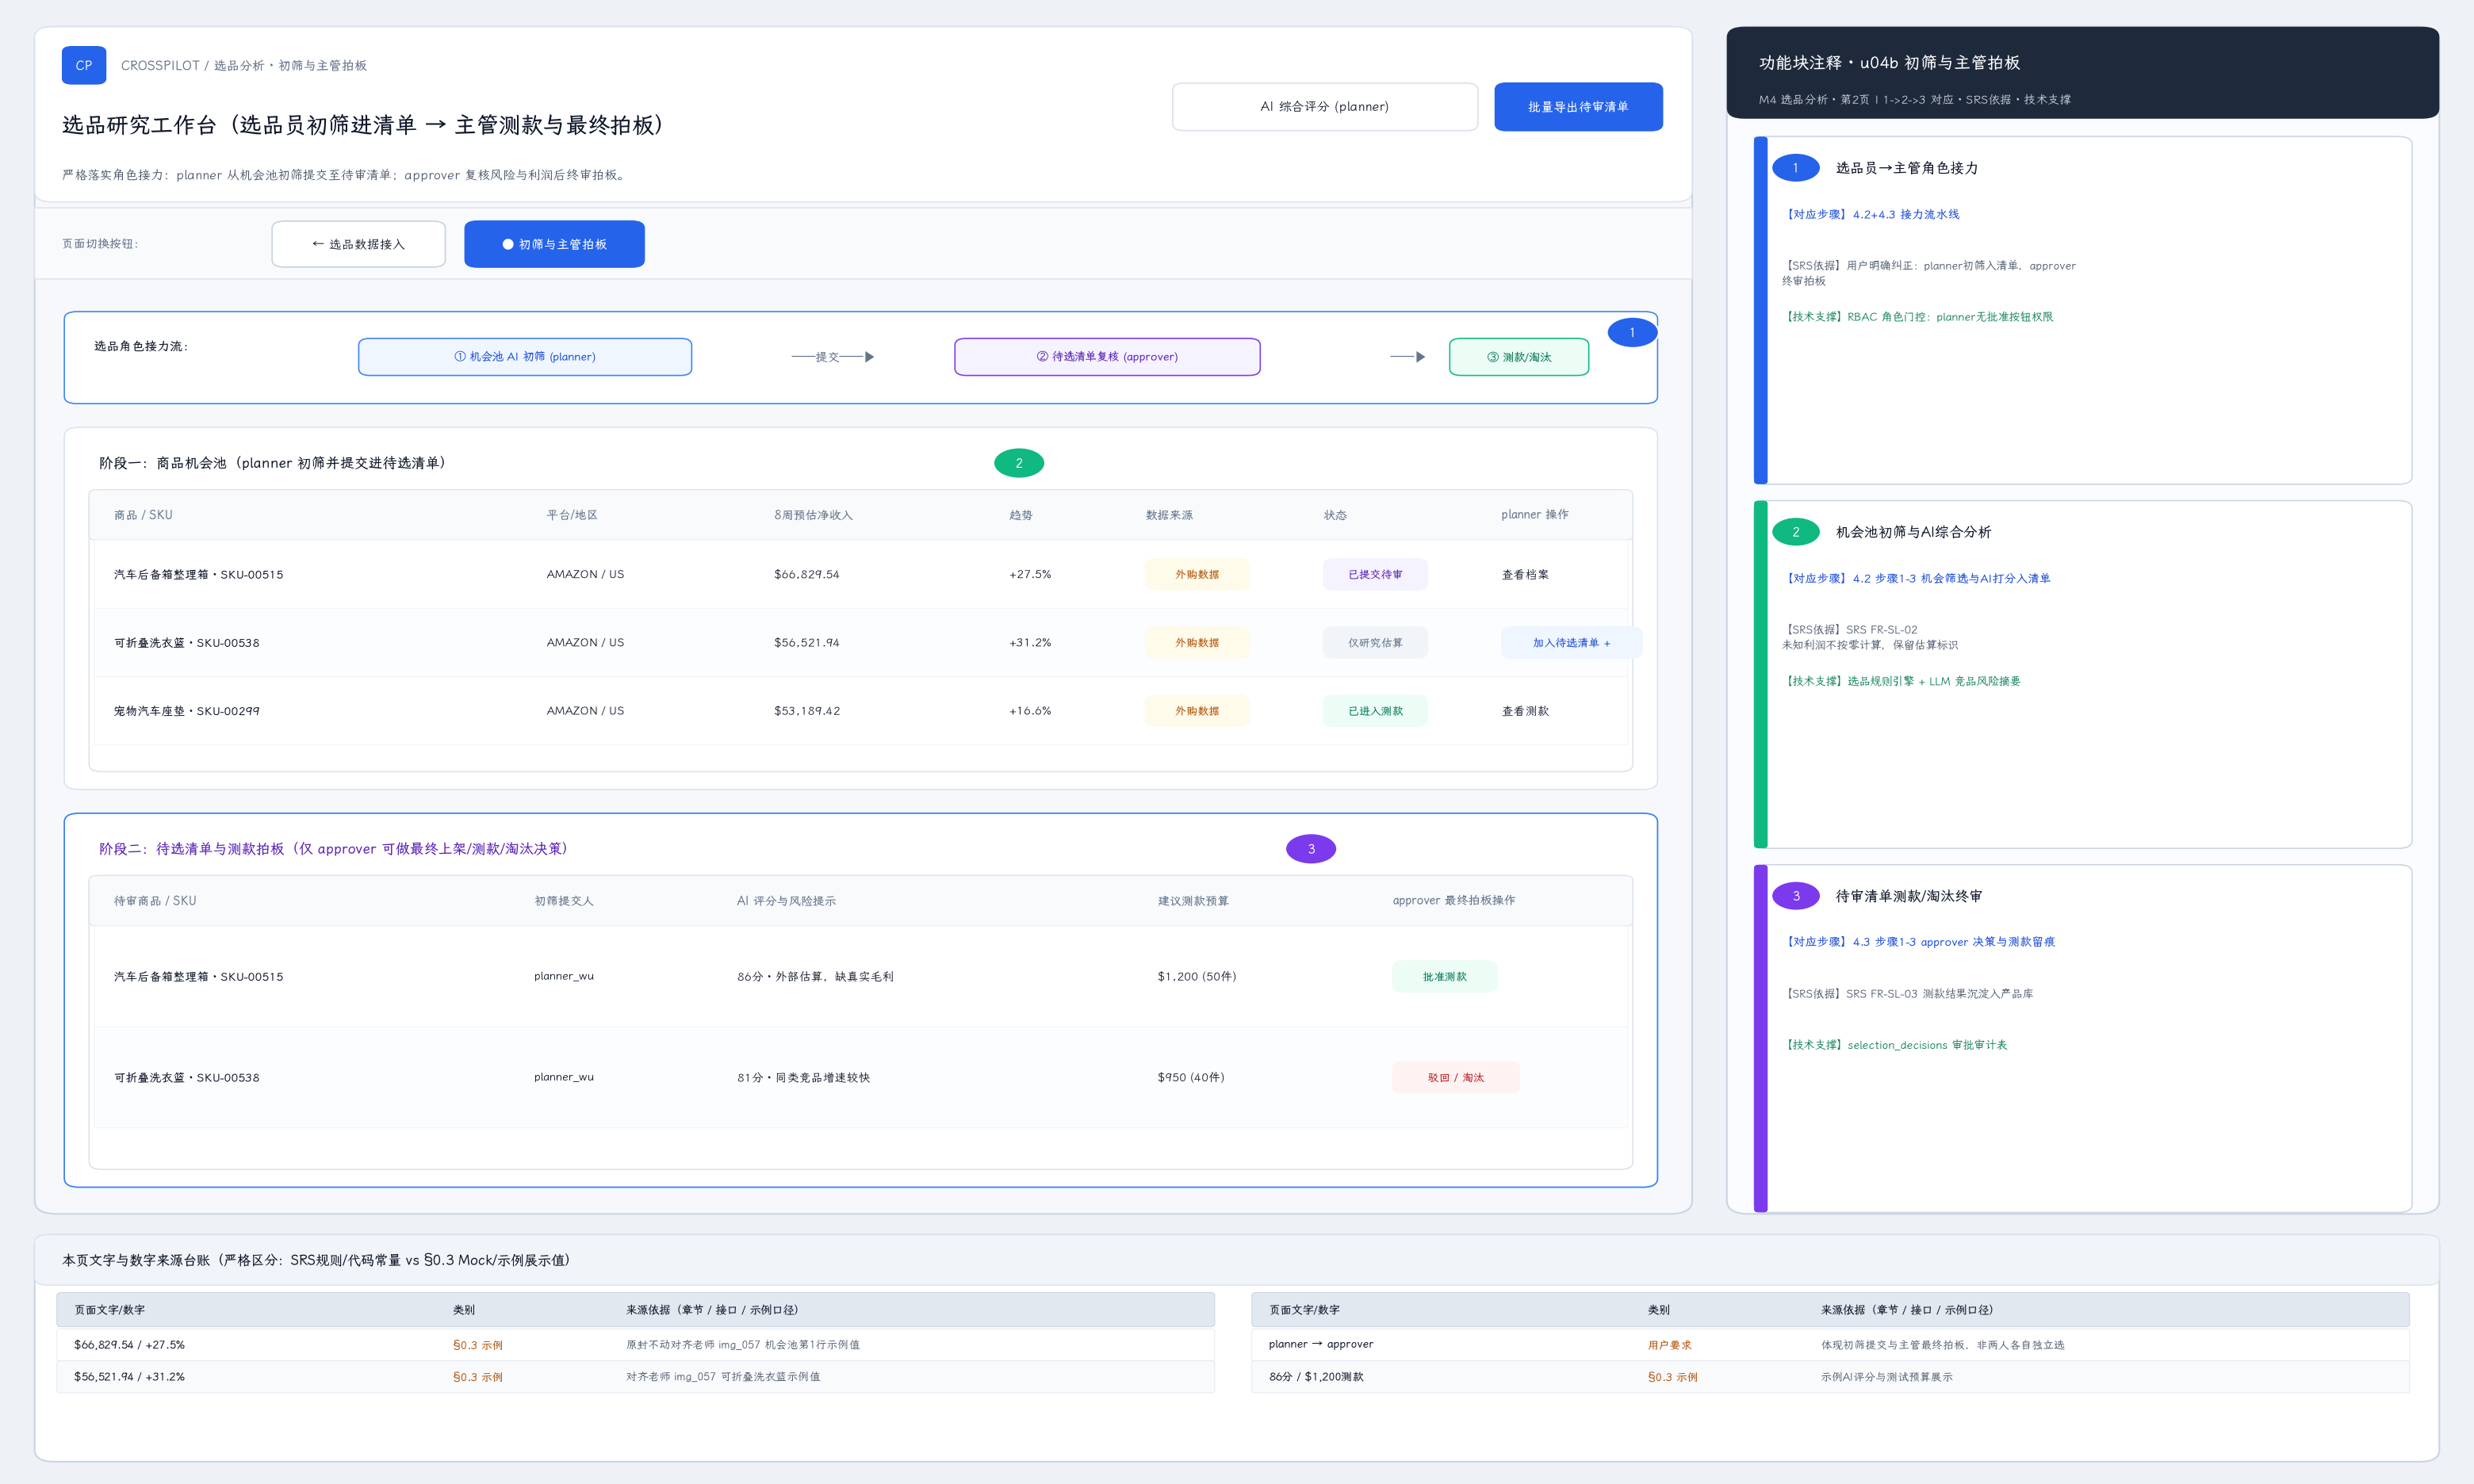 CP
CROSSPILOT / 选品分析・初筛与主管拍板
选品研究工作台（选品员初筛进清单 → 主管测款与最终拍板）
严格落实角色接力：planner 从机会池初筛提交至待审清单；approver 复核风险与利润后终审拍板。
AI 综合评分 (planner)
批量导出待审清单
页面切换按钮：
← 选品数据接入
● 初筛与主管拍板
选品角色接力流：
① 机会池 AI 初筛 (planner)
──提交──▶
② 待选清单复核 (approver)
──▶
③ 测款/淘汰
1
阶段一：商品机会池（planner 初筛并提交进待选清单）
2
商品 / SKU 平台/地区 8周预估净收入 趋势 数据来源 状态 planner 操作
汽车后备箱整理箱・SKU-00515 AMAZON / US $66,829.54 +27.5% 外购数据 已提交待审 查看档案
可折叠洗衣篮・SKU-00538 AMAZON / US $56,521.94 +31.2% 外购数据 仅研究估算 加入待选清单 +
宠物汽车座垫・SKU-00299 AMAZON / US $53,189.42 +16.6% 外购数据 已进入测款 查看测款
阶段二：待选清单与测款拍板（仅 approver 可做最终上架/测款/淘汰决策）
3
待审商品 / SKU 初筛提交人 AI 评分与风险提示 建议测款预算 approver 最终拍板操作
汽车后备箱整理箱・SKU-00515 planner_wu 86分・外部估算，缺真实毛利 $1,200 (50件) 批准测款
可折叠洗衣篮・SKU-00538 planner_wu 81分・同类竞品增速较快 $950 (40件) 驳回 / 淘汰
功能块注释・u04b 初筛与主管拍板
M4 选品分析・第2页 | 1->2->3 对应・SRS依据・技术支撑
1 选品员→主管角色接力
【对应步骤】4.2+4.3 接力流水线
【SRS依据】用户明确纠正：planner初筛入清单，approver
终审拍板
【技术支撑】RBAC 角色门控：planner无批准按钮权限
2 机会池初筛与AI综合分析
【对应步骤】4.2 步骤1-3 机会筛选与AI打分入清单
【SRS依据】SRS FR-SL-02
未知利润不按零计算，保留估算标识
【技术支撑】选品规则引擎 + LLM 竞品风险摘要
3 待审清单测款/淘汰终审
【对应步骤】4.3 步骤1-3 approver 决策与测款留痕
【SRS依据】SRS FR-SL-03 测款结果沉淀入产品库
【技术支撑】selection_decisions 审批审计表
本页文字与数字来源台账（严格区分：SRS规则/代码常量 vs §0.3 Mock/示例展示值）
页面文字/数字 类别 来源依据（章节 / 接口 / 示例口径）
$66,829.54 / +27.5% §0.3 示例 原封不动对齐老师 img_057 机会池第1行示例值
$56,521.94 / +31.2% §0.3 示例 对齐老师 img_057 可折叠洗衣篮示例值
页面文字/数字 类别 来源依据（章节 / 接口 / 示例口径）
planner → approver 用户要求 体现初筛提交与主管最终拍板，非两人各自独立选
86分 / $1,200测款 §0.3 示例 示例AI评分与测试预算展示